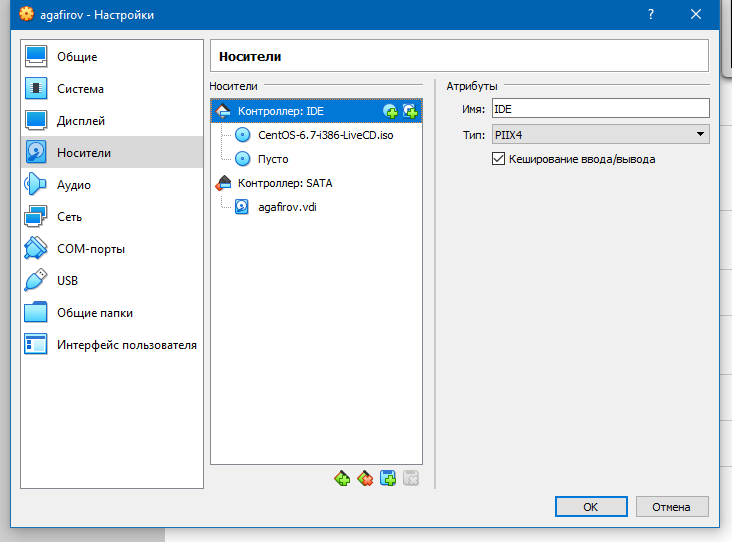 agafirov - Настройки
?
Общие
Система
Дисплей
Носители
Аудио
Сеть
COM-порты
USB
Общие папки
Интерфейс пользователя
Носители
Носители
Контроллер: IDE
CentOS-6.7-i386-LiveCD.iso
Пусто
Контроллер: SATA
agafirov.vdi
Атрибуты
Имя: IDE
Тип: PIIX4
Кеширование ввода/вывода
OK
Отмена